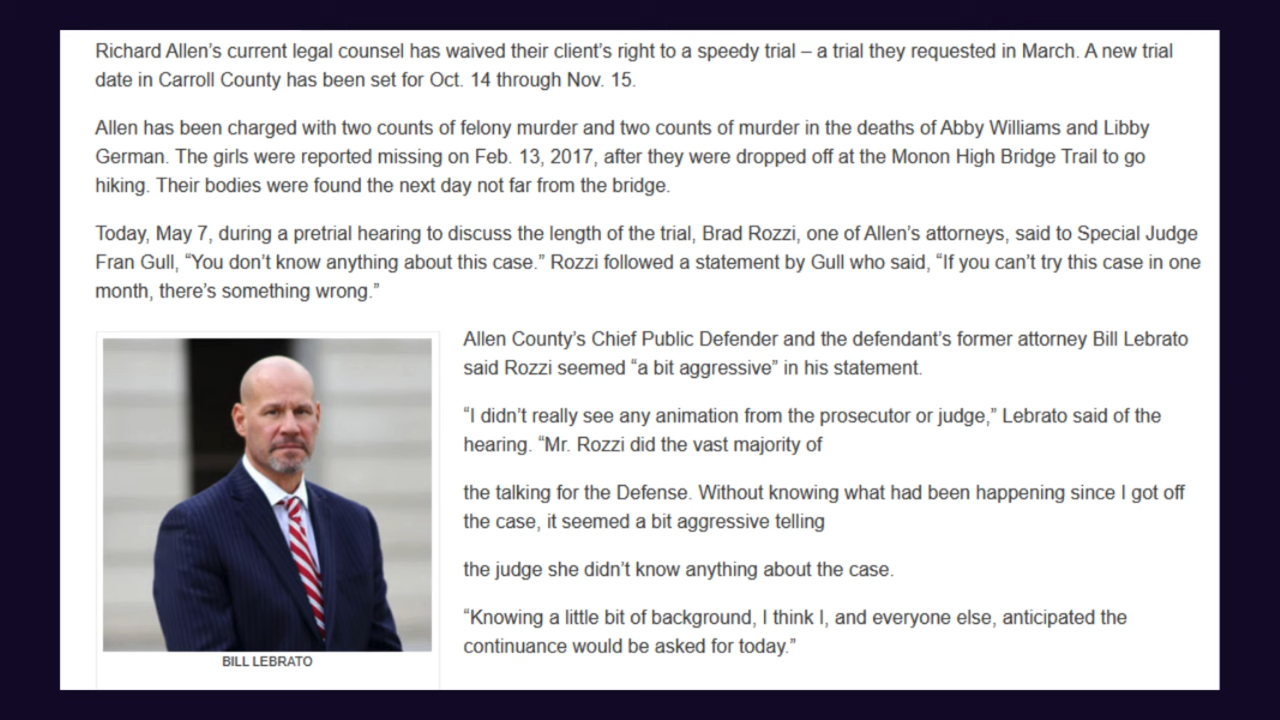 Richard Allen’s current legal counsel has waived their client’s right to a speedy trial – a trial they requested in March. A new trial
date in Carroll County has been set for Oct. 14 through Nov. 15.
Allen has been charged with two counts of felony murder and two counts of murder in the deaths of Abby Williams and Libby
German. The girls were reported missing on Feb. 13, 2017, after they were dropped off at the Monon High Bridge Trail to go
hiking. Their bodies were found the next day not far from the bridge.
Today, May 7, during a pretrial hearing to discuss the length of the trial, Brad Rozzi, one of Allen’s attorneys, said to Special Judge
Fran Gull, “You don’t know anything about this case.” Rozzi followed a statement by Gull who said, “If you can’t try this case in one
month, there’s something wrong.”
Allen County’s Chief Public Defender and the defendant’s former attorney Bill Lebrato
said Rozzi seemed “a bit aggressive” in his statement.
“I didn’t really see any animation from the prosecutor or judge,” Lebrato said of the
hearing. “Mr. Rozzi did the vast majority of
the talking for the Defense. Without knowing what had been happening since I got off
the case, it seemed a bit aggressive telling
the judge she didn’t know anything about the case.
“Knowing a little bit of background, I think I, and everyone else, anticipated the
continuance would be asked for today.”
BILL LEBRATO